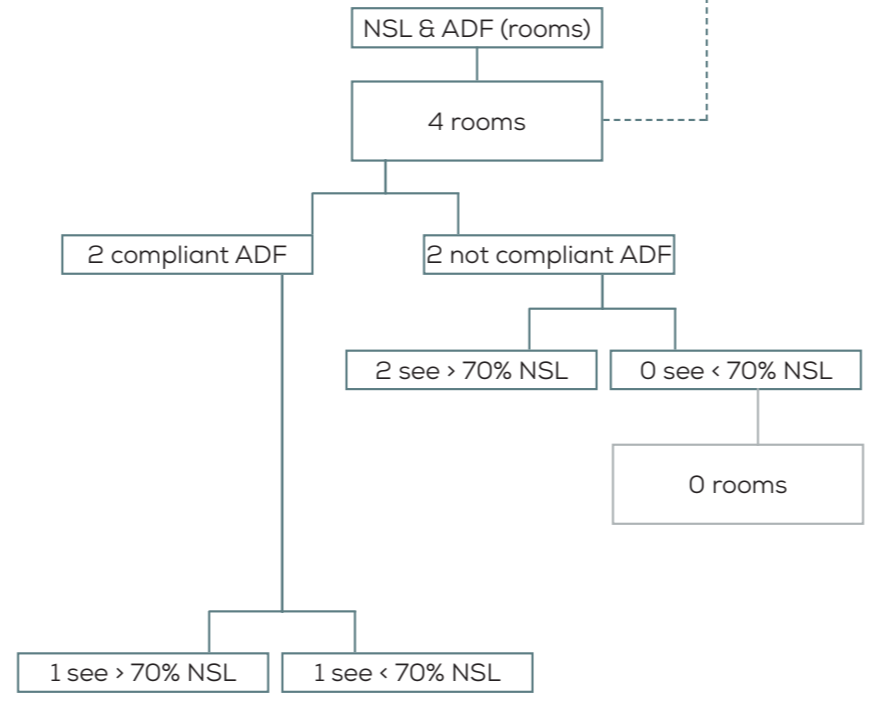 NSL & ADF (rooms)
4 rooms
2 compliant ADF
2 not compliant ADF
2 see > 70% NSL
0 see < 70% NSL
0 rooms
1 see > 70% NSL
1 see < 70% NSL